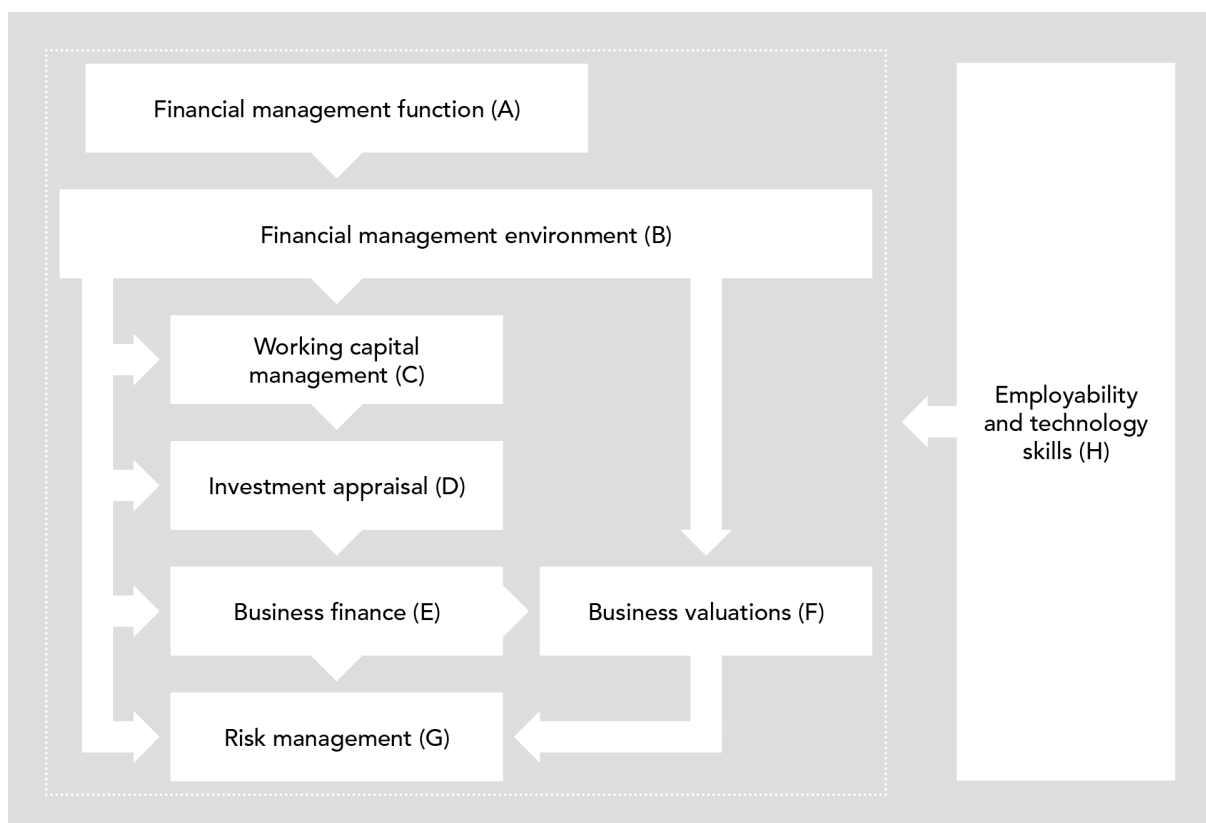 Financial management function (A)
Financial management environment (B)
Working capital
management (C)
Investment appraisal (D)
Business finance (E)
Business valuations (F)
Risk management (G)
Employability
and technology
skills (H)